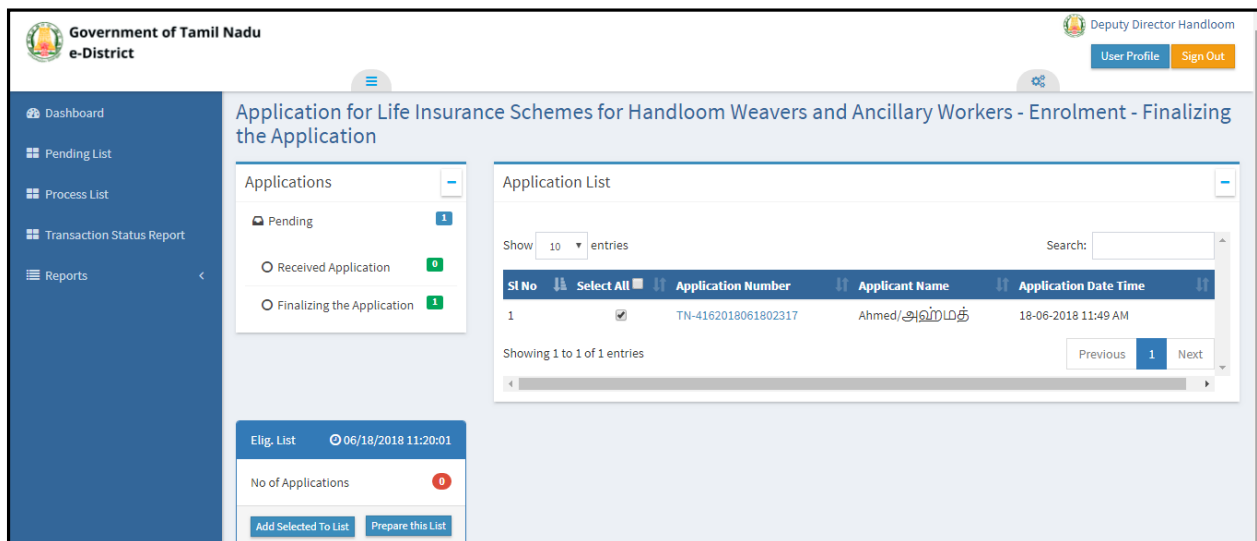 Government of Tamil Nadu
e-District
Deputy Director Handloom
User Profile
Sign Out
Dashboard
Pending List
Process List
Transaction Status Report
Reports
Application for Life Insurance Schemes for Handloom Weavers and Ancillary Workers - Enrolment - Finalizing
the Application
Applications
Pending 1
Received Application 0
Finalizing the Application 1
Application List
Show 10 entries
Search:
Sl No Select All Application Number Applicant Name Application Date Time
1 TN-4162018061802317 Ahmed/அஹ்மத் 18-06-2018 11:49 AM
Showing 1 to 1 of 1 entries
Previous 1 Next
Elig. List 06/18/2018 11:20:01
No of Applications 0
Add Selected To List Prepare this List